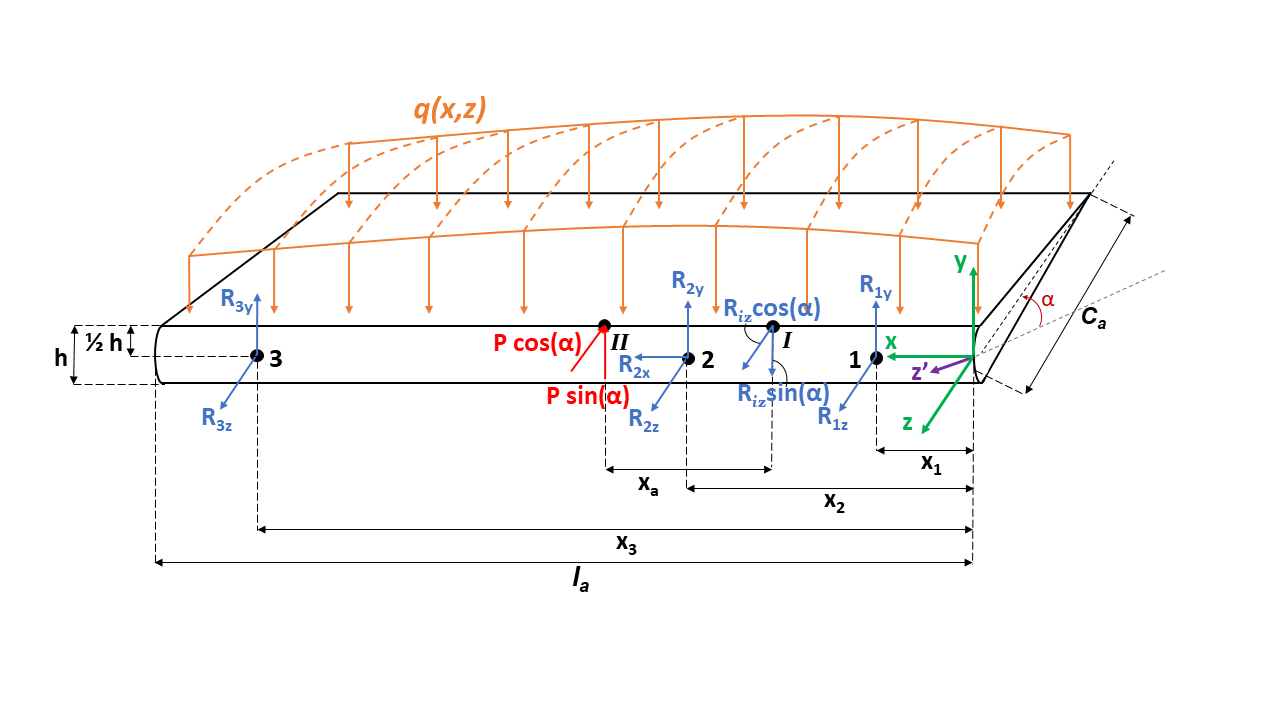 q(x,z)
y
R3y
R2y
R1y
Riz cos(α)
α
Ca
½ h
h
P cos(α)
II
I
3
R2x
2
1
x
z’
P sin(α)
Riz sin(α)
R3z
R2z
R1z
z
x1
xa
x2
x3
la